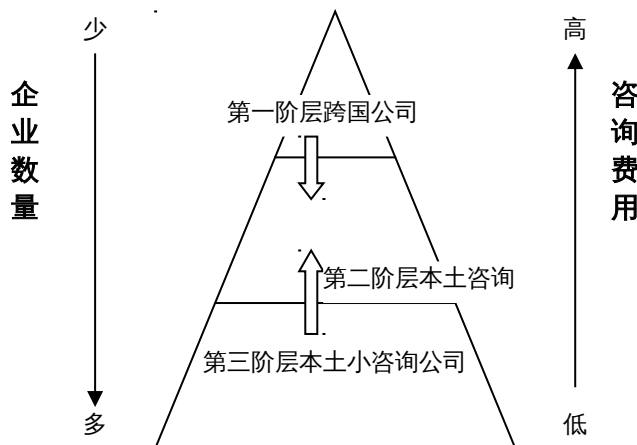 少
高
企业数量
咨询费用
第一阶层跨国公司
第二阶层本土咨询
第三阶层本土小咨询公司
多
低